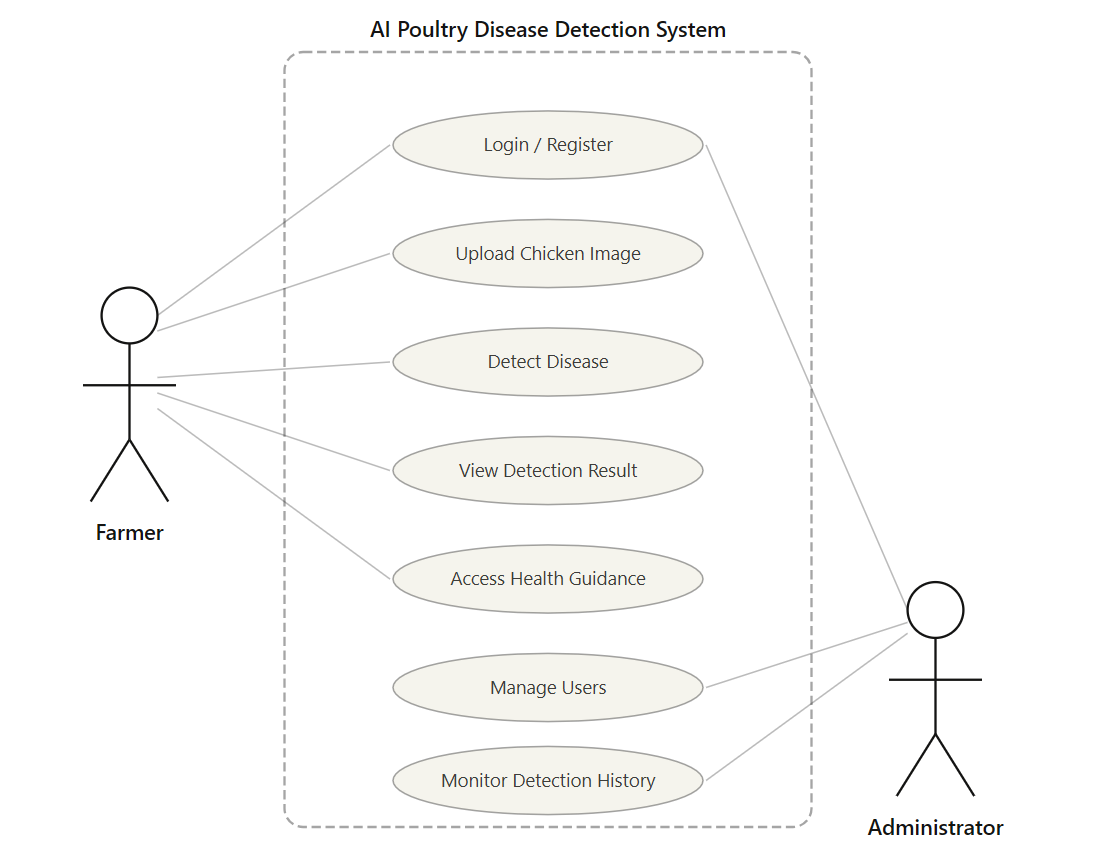 AI Poultry Disease Detection System
Login / Register
Upload Chicken Image
Detect Disease
View Detection Result
Farmer
Access Health Guidance
Manage Users
Monitor Detection History
Administrator